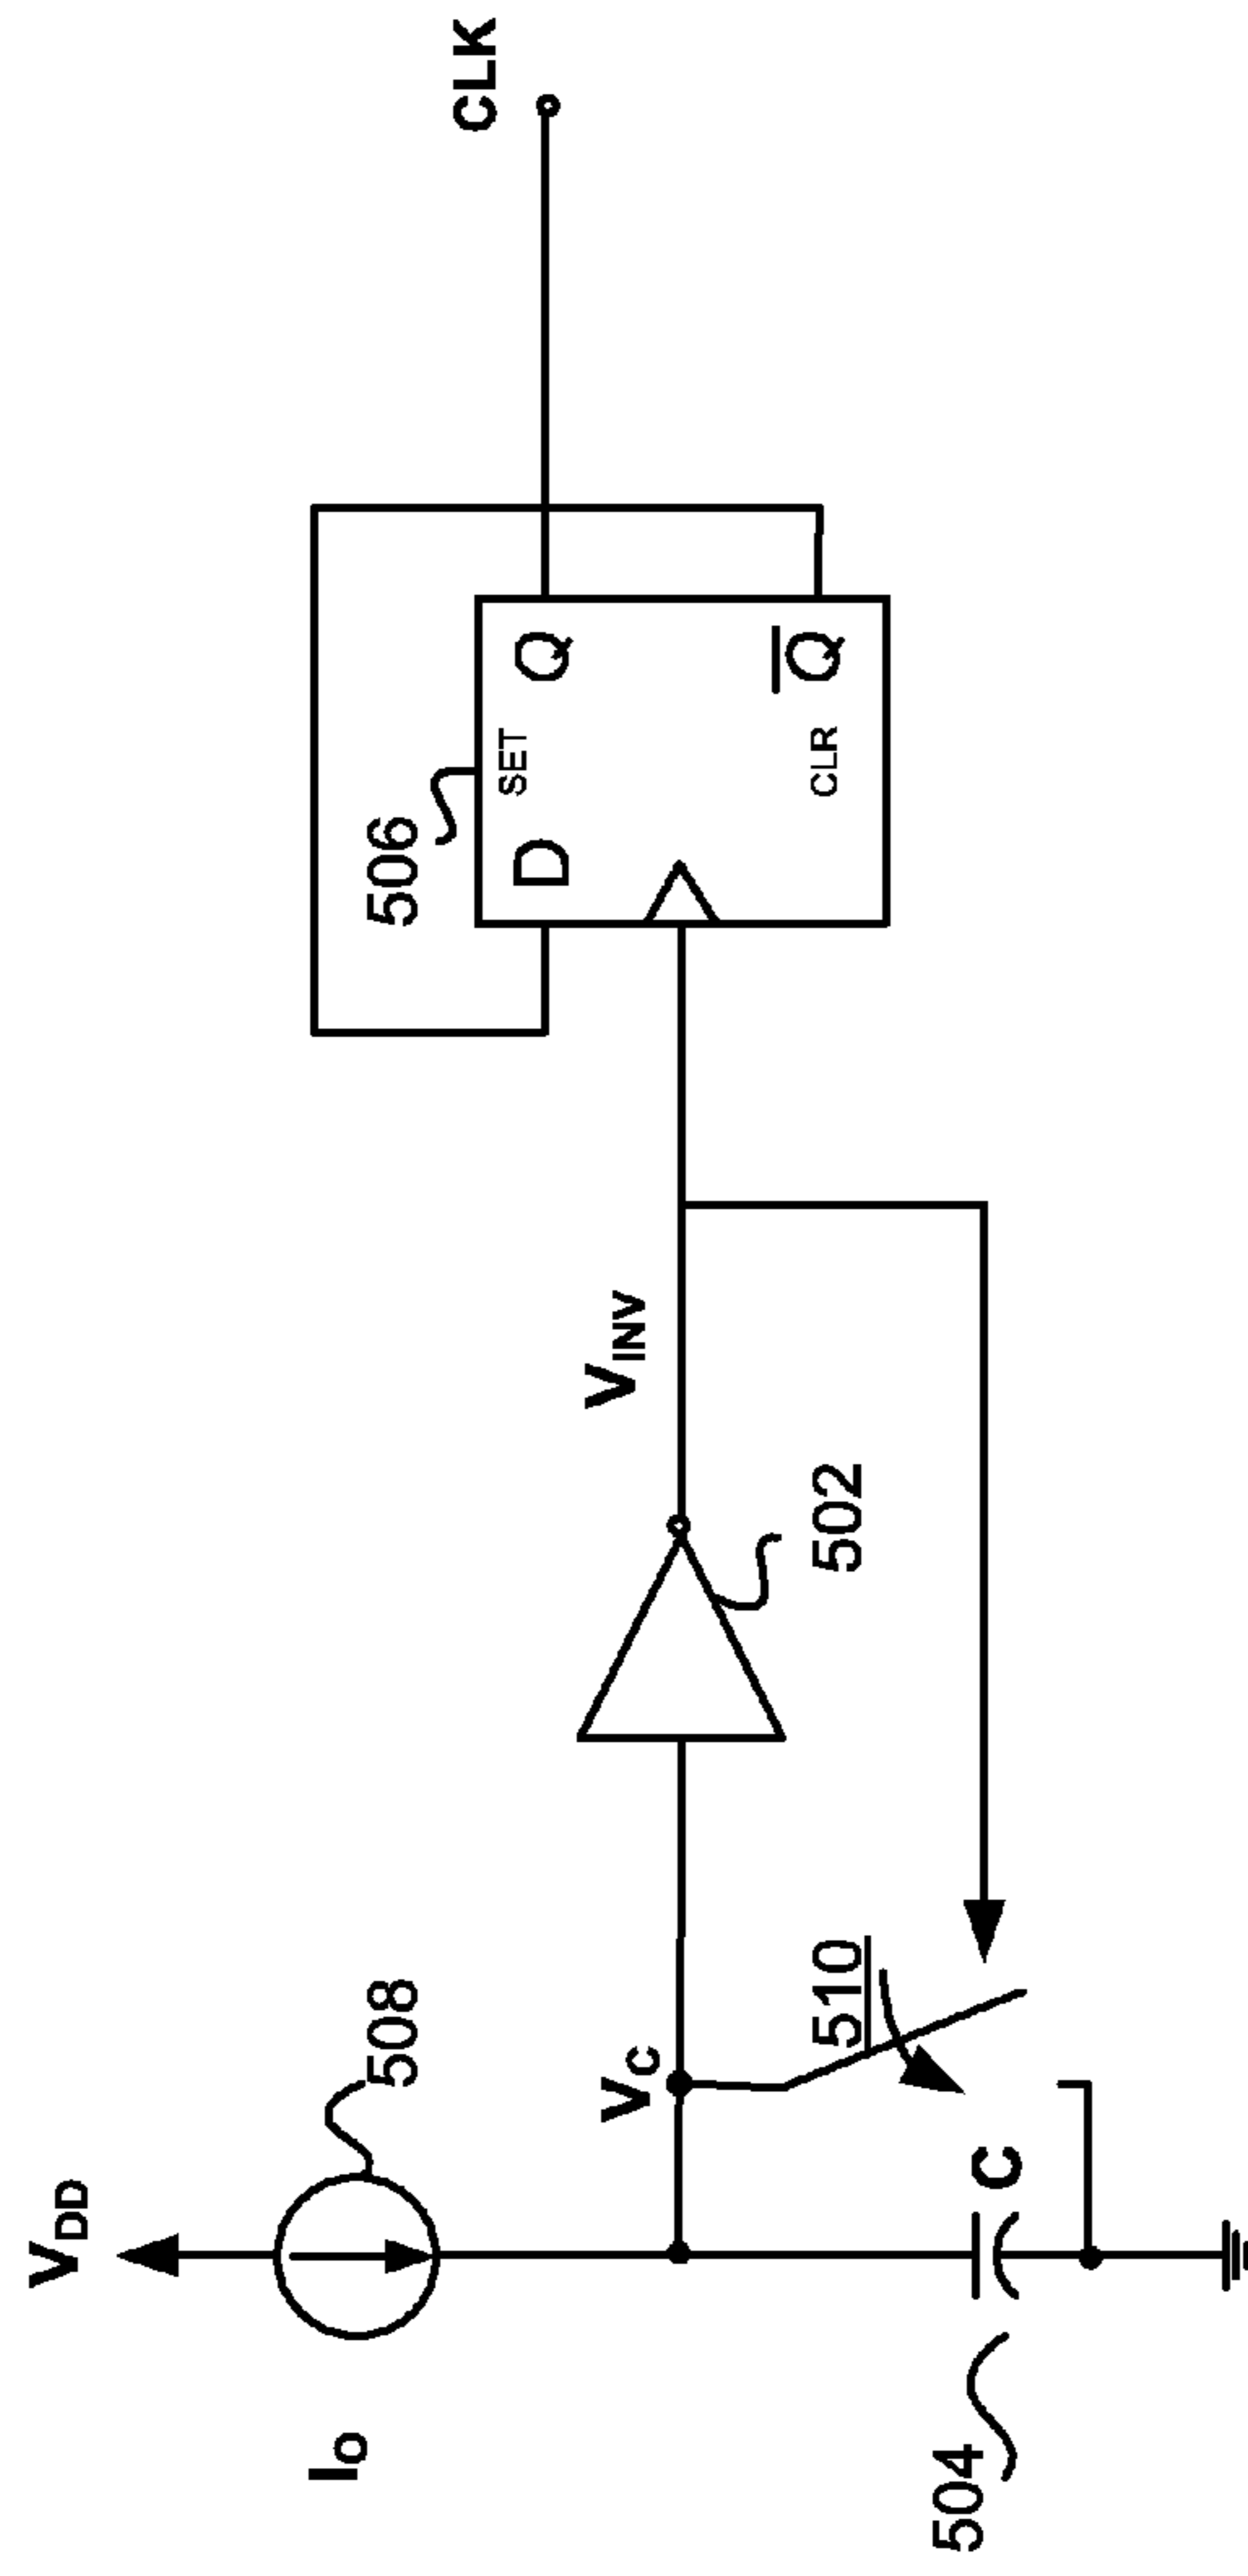 V_DD
I_O
508
V_C
510
C
504
502
V_INV
506
D
SET
Q
CLR
Q̅
CLK